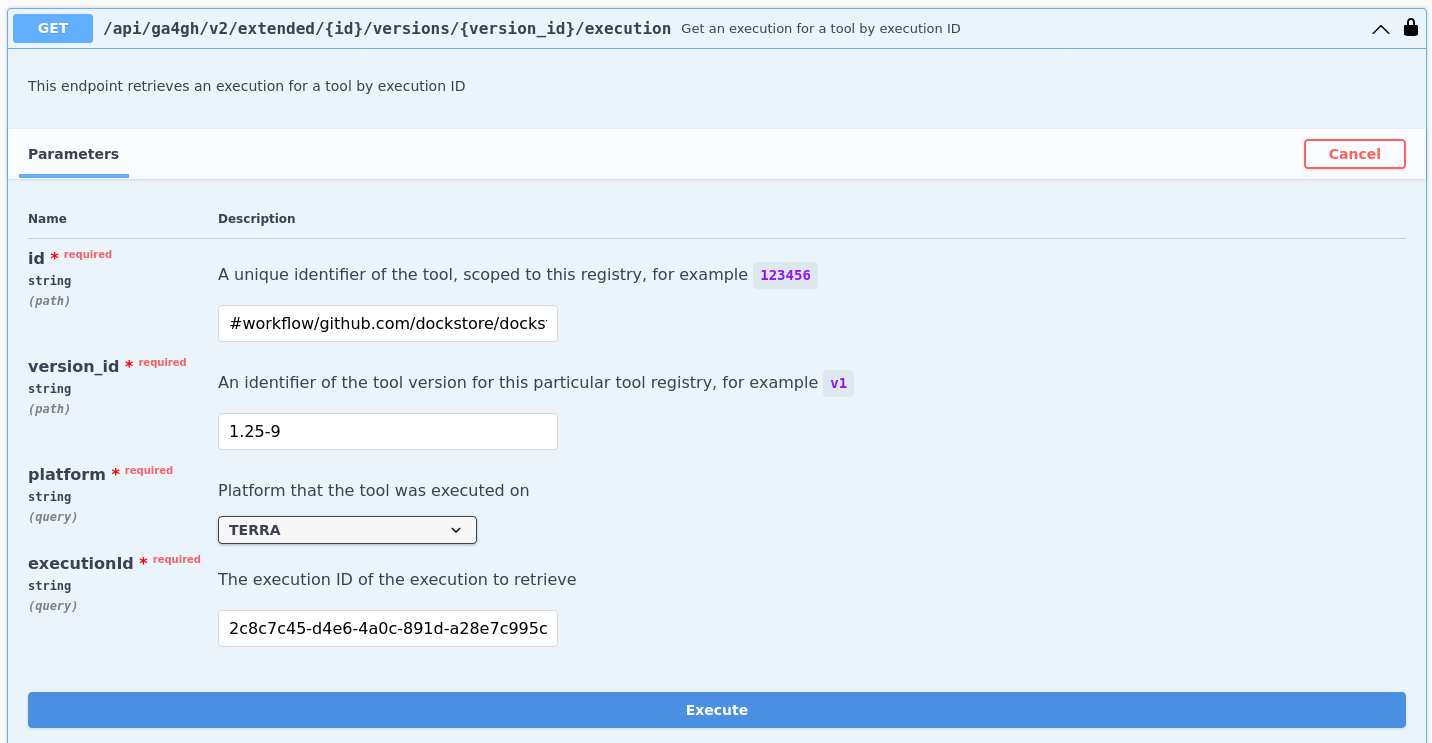 GET /api/ga4gh/v2/extended/{id}/versions/{version_id}/execution Get an execution for a tool by execution ID
This endpoint retrieves an execution for a tool by execution ID
Parameters Cancel
Name Description
id * required
string
(path)
A unique identifier of the tool, scoped to this registry, for example 123456
#workflow/github.com/dockstore/dockst
version_id * required
string
(path)
An identifier of the tool version for this particular tool registry, for example v1
1.25-9
platform * required
string
(query)
Platform that the tool was executed on
TERRA
executionId * required
string
(query)
The execution ID of the execution to retrieve
2c8c7c45-d4e6-4a0c-891d-a28e7c995c
Execute